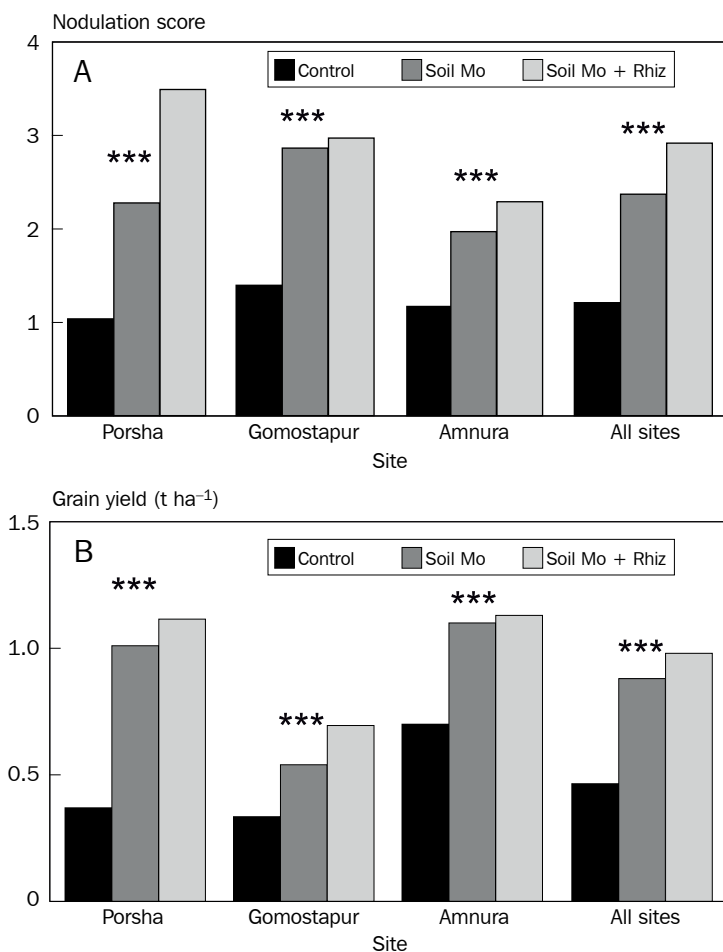 Nodulation score
4
A
Control Soil Mo Soil Mo + Rhiz
***
***
***
***
3
2
1
0
Porsha Gomostapur Amnura All sites
Site
Grain yield (t ha⁻¹)
1.5
B
Control Soil Mo Soil Mo + Rhiz
***
***
***
***
1.0
0.5
0
Porsha Gomostapur Amnura All sites
Site